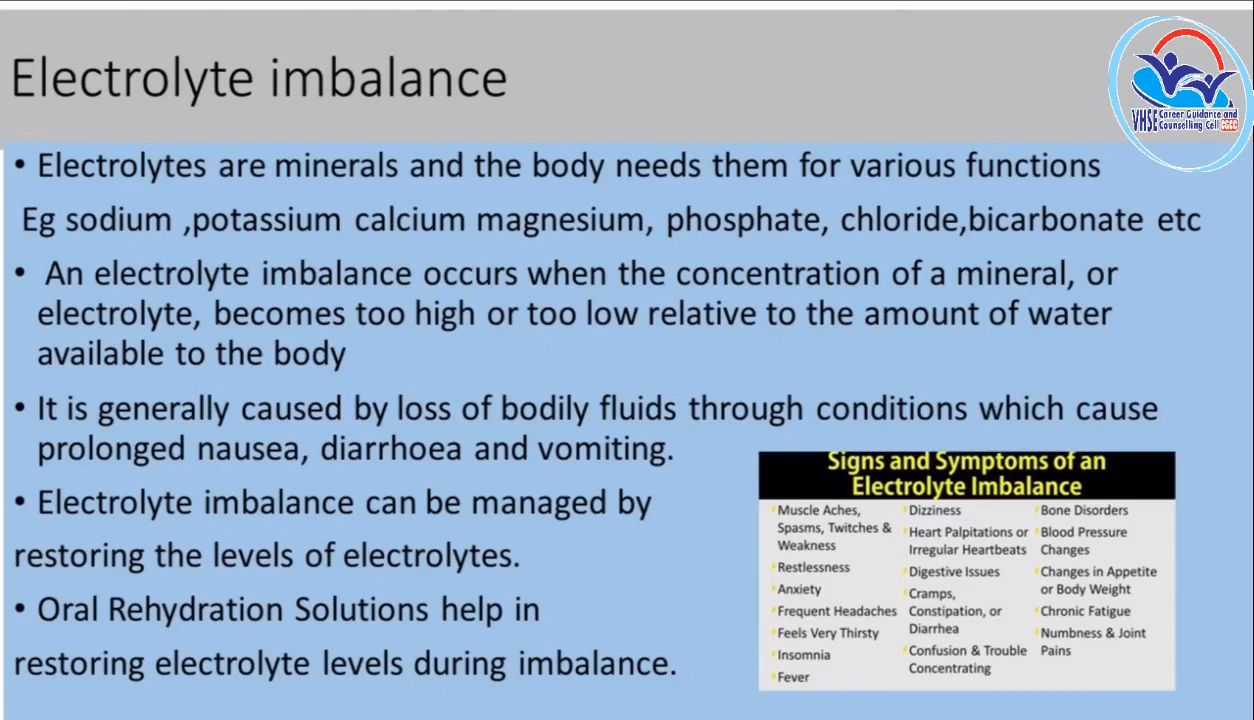 Electrolyte imbalance
VHSE Career Guidance and
Counselling Cell CGCC
• Electrolytes are minerals and the body needs them for various functions
Eg sodium ,potassium calcium magnesium, phosphate, chloride,bicarbonate etc
• An electrolyte imbalance occurs when the concentration of a mineral, or
electrolyte, becomes too high or too low relative to the amount of water
available to the body
• It is generally caused by loss of bodily fluids through conditions which cause
prolonged nausea, diarrhoea and vomiting.
• Electrolyte imbalance can be managed by
restoring the levels of electrolytes.
• Oral Rehydration Solutions help in
restoring electrolyte levels during imbalance.
Signs and Symptoms of an
Electrolyte Imbalance
Muscle Aches,
Spasms, Twitches &
Weakness
Restlessness
Anxiety
Frequent Headaches
Feels Very Thirsty
Insomnia
Fever
Dizziness
Heart Palpitations or
Irregular Heartbeats
Digestive Issues
Cramps,
Constipation, or
Diarrhea
Confusion & Trouble
Concentrating
Bone Disorders
Blood Pressure
Changes
Changes in Appetite
or Body Weight
Chronic Fatigue
Numbness & Joint
Pains